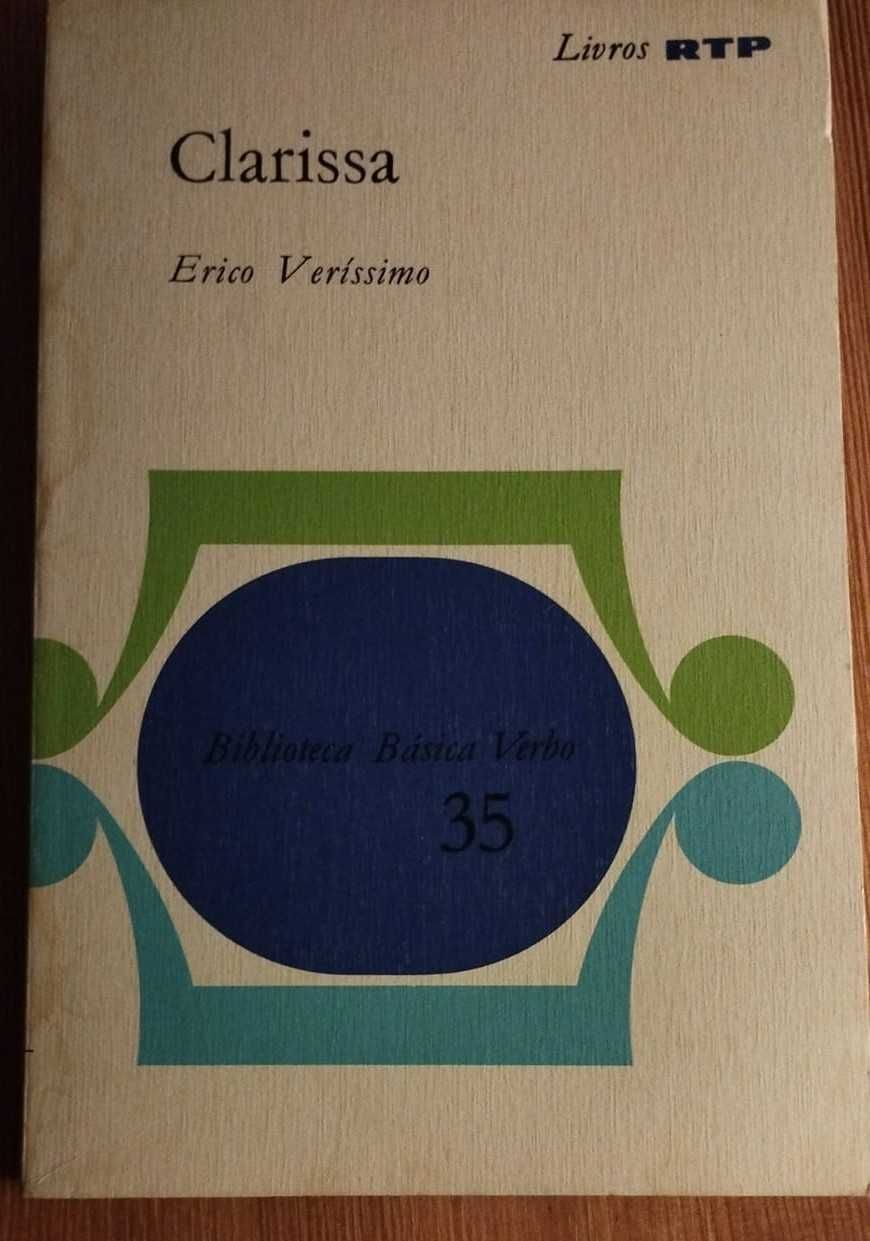 Livros RTP
Clarissa
Erico Veríssimo
Biblioteca Básica Verbo
35